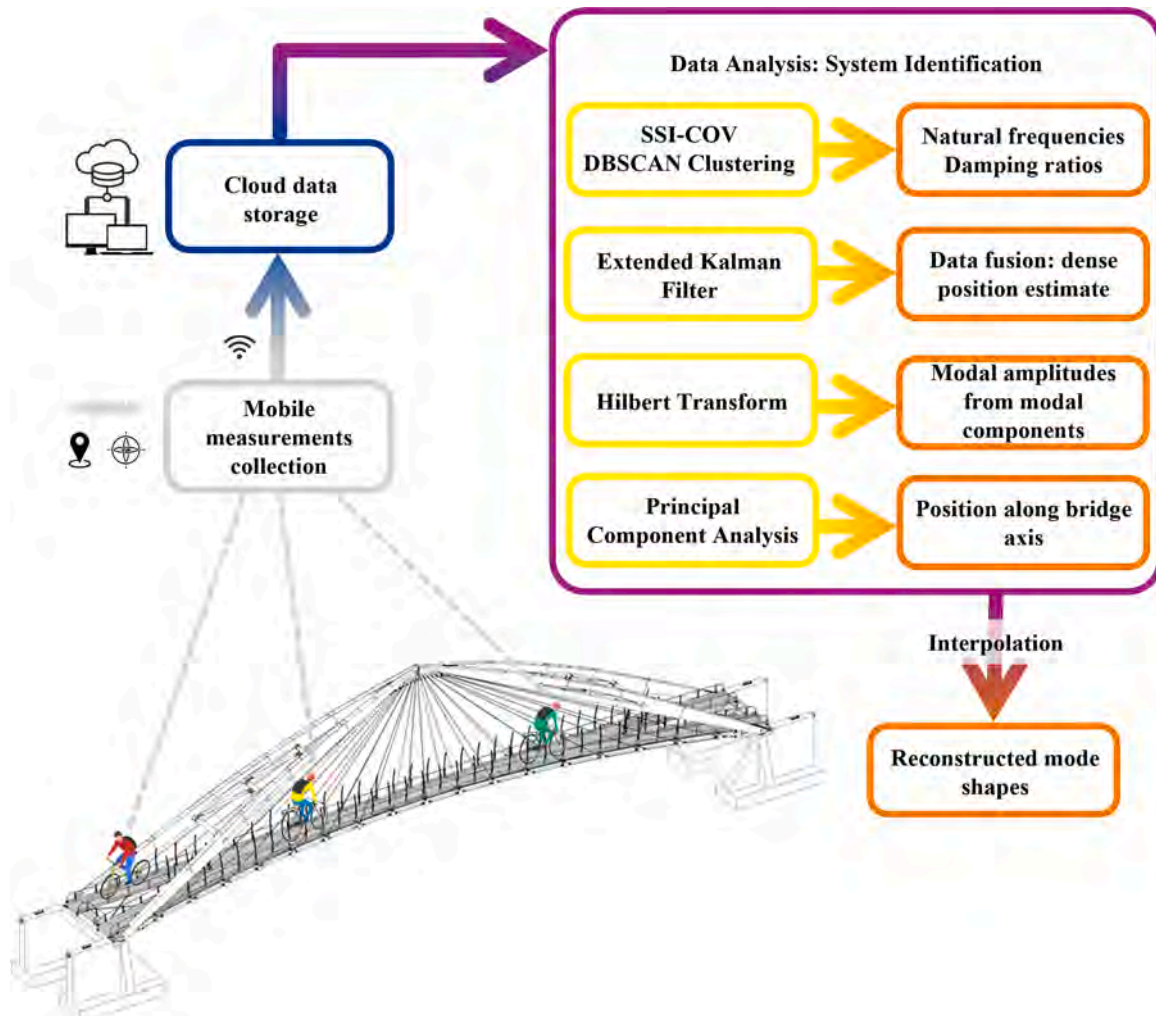 Data Analysis: System Identification
SSI-COV
DBSCAN Clustering
Natural frequencies
Damping ratios
Cloud data
storage
Extended Kalman
Filter
Data fusion: dense
position estimate
Mobile
measurements
collection
Hilbert Transform
Modal amplitudes
from modal
components
Principal
Component Analysis
Position along bridge
axis
Interpolation
Reconstructed mode
shapes